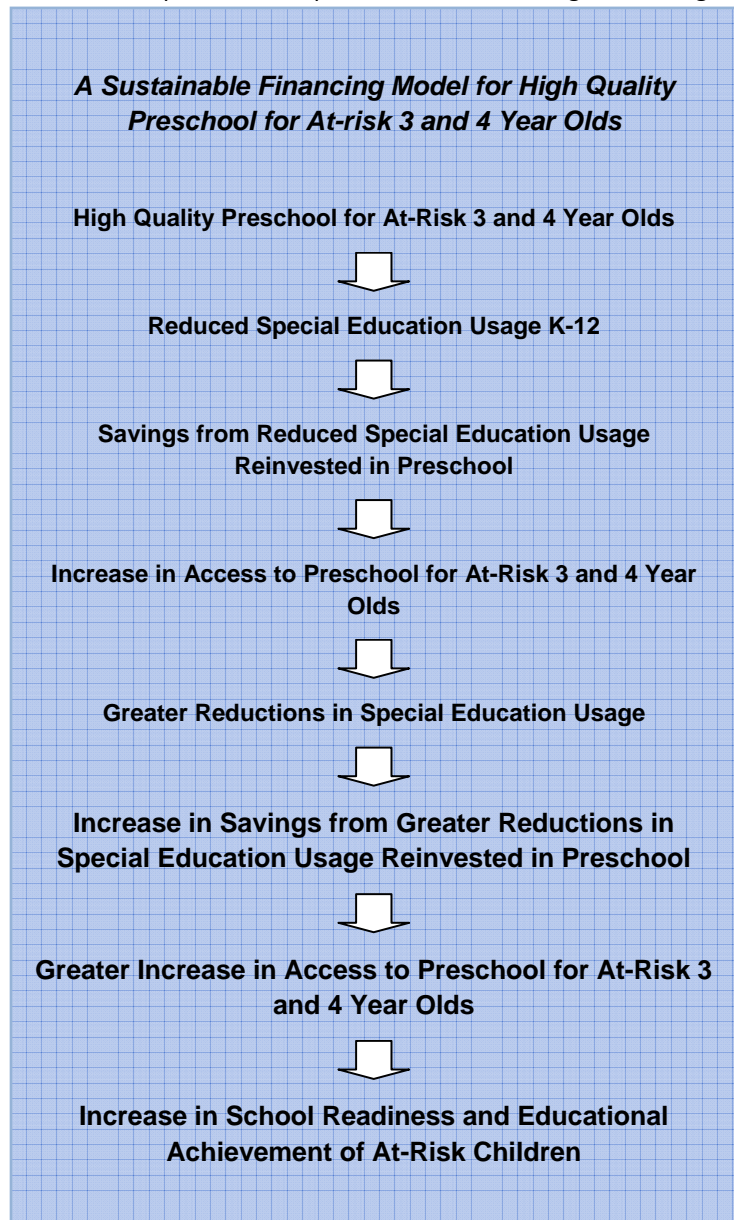 A Sustainable Financing Model for High Quality
Preschool for At-risk 3 and 4 Year Olds
High Quality Preschool for At-Risk 3 and 4 Year Olds
Reduced Special Education Usage K-12
Savings from Reduced Special Education Usage
Reinvested in Preschool
Increase in Access to Preschool for At-Risk 3 and 4 Year
Olds
Greater Reductions in Special Education Usage
Increase in Savings from Greater Reductions in
Special Education Usage Reinvested in Preschool
Greater Increase in Access to Preschool for At-Risk 3
and 4 Year Olds
Increase in School Readiness and Educational
Achievement of At-Risk Children